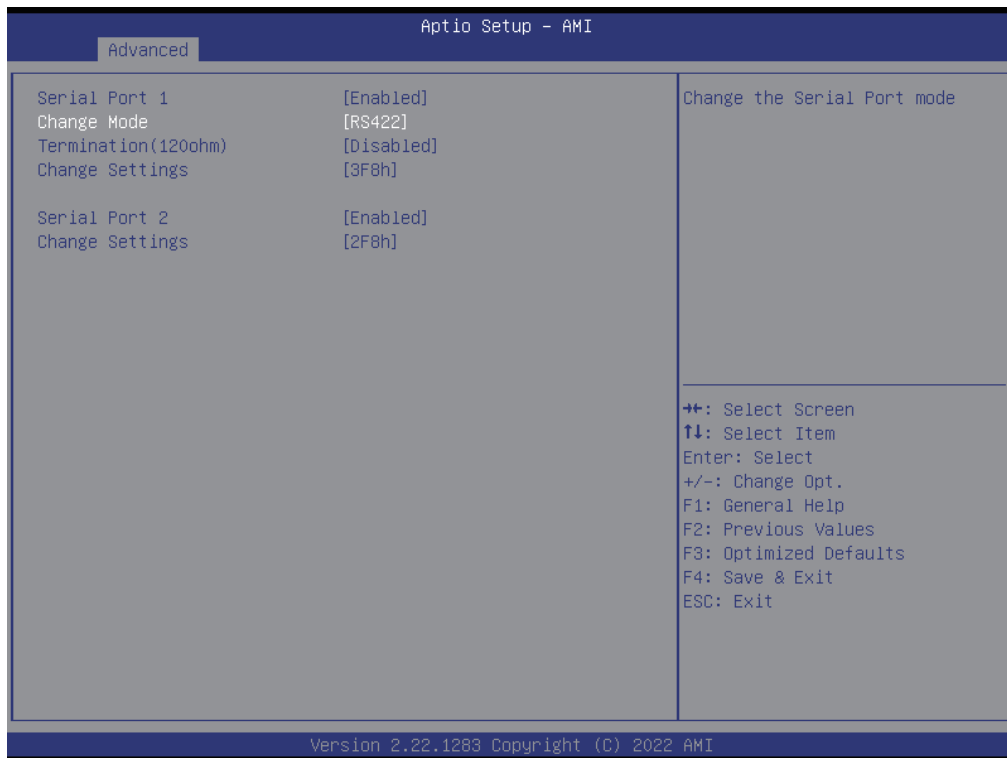 Aptio Setup - AMI
Advanced
Serial Port 1 [Enabled]
Change Mode [RS422]
Termination(120ohm) [Disabled]
Change Settings [3F8h]
Serial Port 2 [Enabled]
Change Settings [2F8h]
Change the Serial Port mode
→←: Select Screen
↑↓: Select Item
Enter: Select
+/-: Change Opt.
F1: General Help
F2: Previous Values
F3: Optimized Defaults
F4: Save & Exit
ESC: Exit
Version 2.22.1283 Copyright (C) 2022 AMI